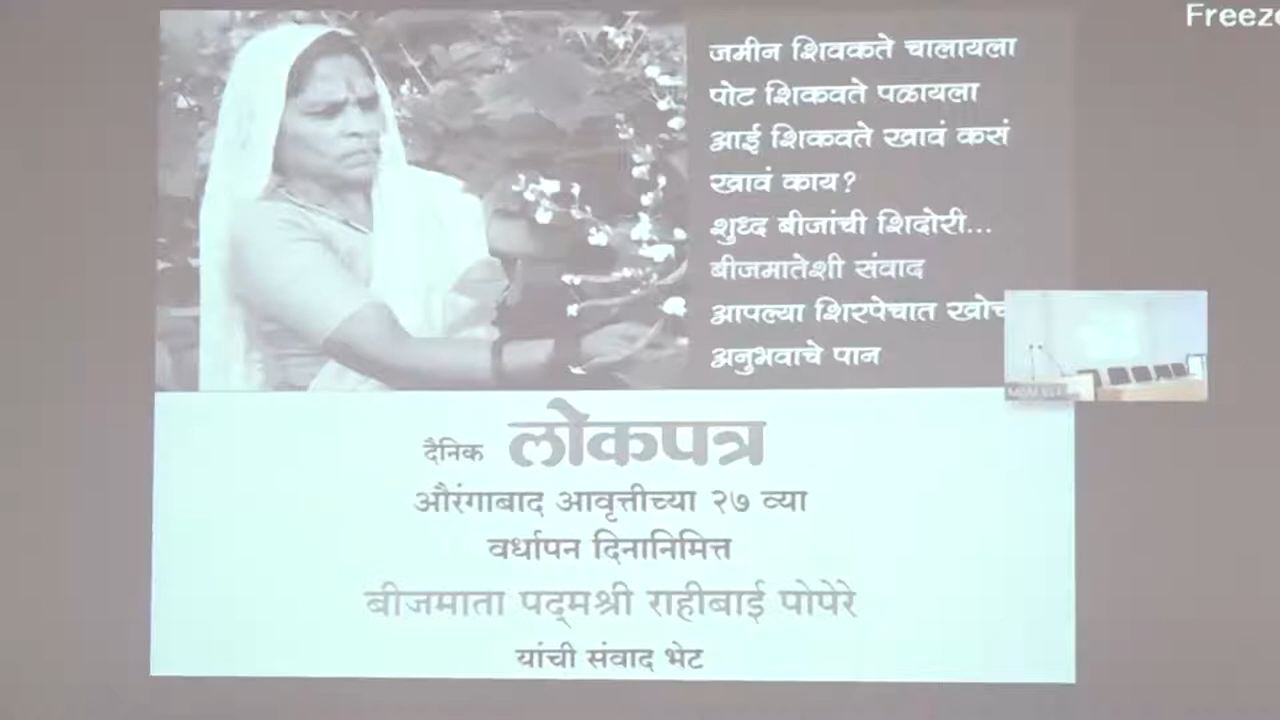 Freeze
जमीन शिवकते चालायला
पोट शिकवते पळायला
आई शिकवते खावं कसं
खावं काय?
शुध्द बीजांची शिदोरी...
बीजमातेशी संवाद
आपल्या शिरपेचात
अनुभवाचे पान
दैनिक लोकपत्र
औरंगाबाद आवृत्तीच्या २७ व्या
वर्धापन दिनानिमित्त
बीजमाता पद्मश्री राहीबाई पोपेरे
यांची संवाद भेट